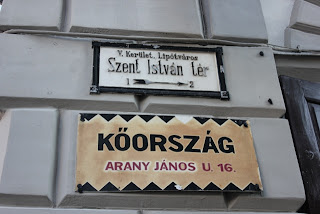 V. Kerület. Lipótváros
Szent István tér
1 2
KŐORSZÁG
ARANY JÁNOS U. 16.